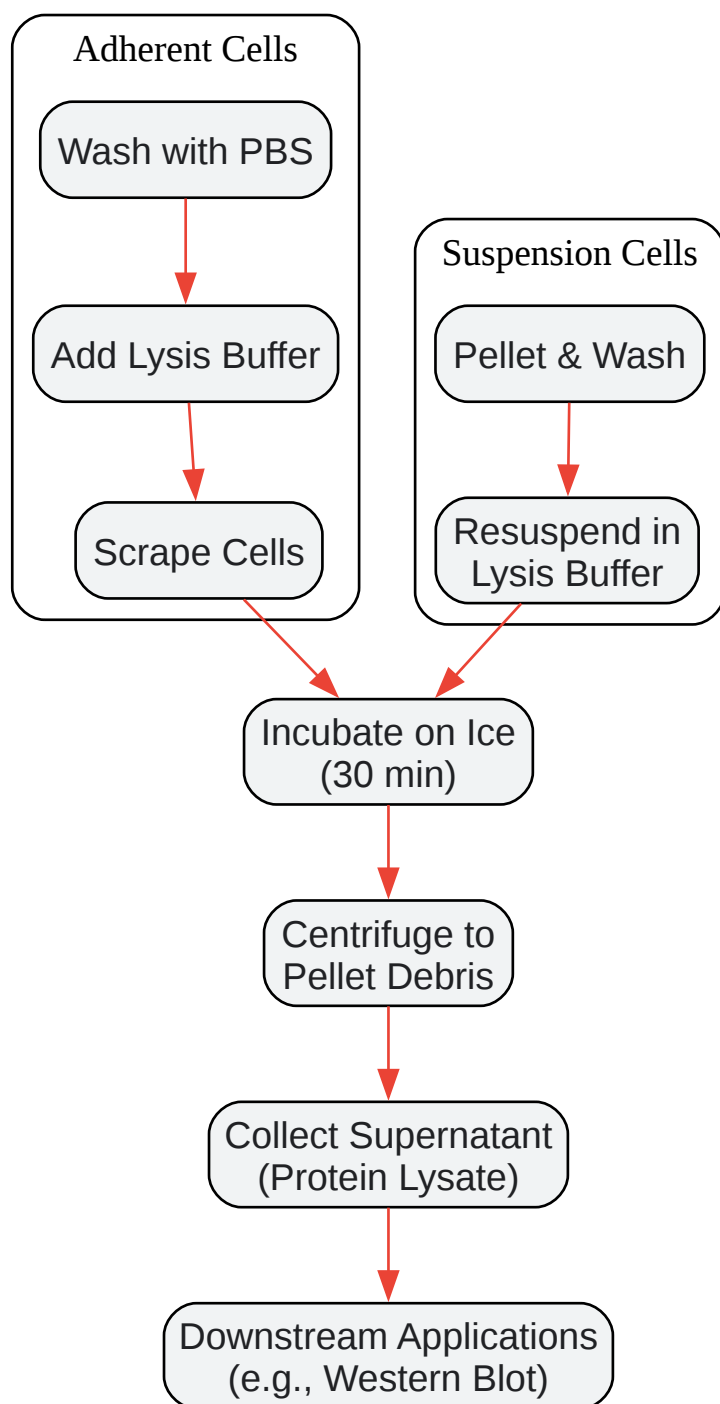 Adherent Cells
Wash with PBS
Add Lysis Buffer
Scrape Cells
Suspension Cells
Pellet & Wash
Resuspend in
Lysis Buffer
Incubate on Ice
(30 min)
Centrifuge to
Pellet Debris
Collect Supernatant
(Protein Lysate)
Downstream Applications
(e.g., Western Blot)